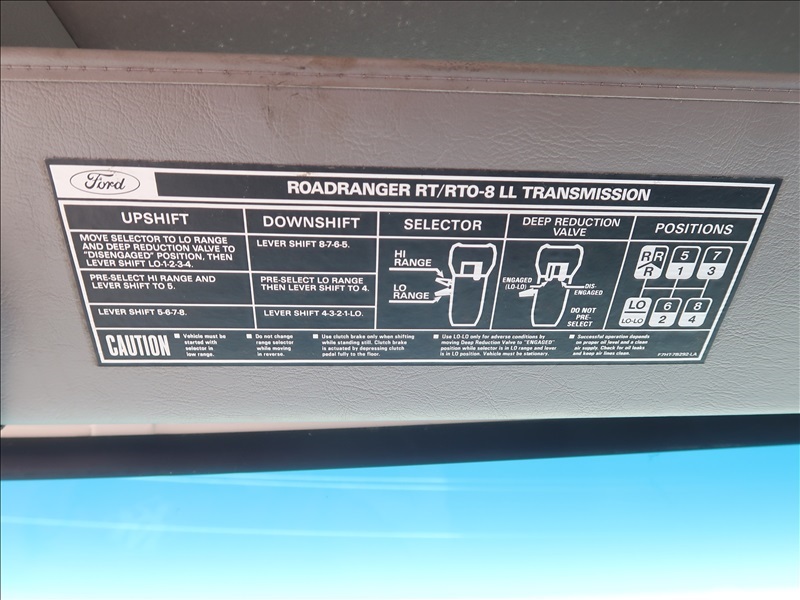 Ford
ROADRANGER RT/RTO-8 LL TRANSMISSION
UPSHIFT
MOVE SELECTOR TO LO RANGE
AND DEEP REDUCTION VALVE TO
"DISENGAGED" POSITION. THEN
LEVER SHIFT LO-1-2-3-4.
PRE-SELECT HI RANGE AND
LEVER SHIFT TO 5.
LEVER SHIFT 5-6-7-8.
DOWNSHIFT
LEVER SHIFT 8-7-6-5.
PRE-SELECT LO RANGE
THEN LEVER SHIFT TO 4.
LEVER SHIFT 4-3-2-1-LO.
SELECTOR
HI
RANGE
LO
RANGE
DEEP REDUCTION
VALVE
ENGAGED
(LO-LO)
DIS-
ENGAGED
DO NOT
PRE-
SELECT
POSITIONS
R R 5 7
R 1 3
LO 6 8
LO-LO 2 4
CAUTION
Vehicle must be
started with
selector in
low range.
Do not change
range selector
while moving
in reverse.
Use clutch brake only when shifting
while standing still. Clutch brake
is actuated by depressing clutch
pedal fully to the floor.
Use LO-LO only for adverse conditions by
moving Deep Reduction Valve to "ENGAGED"
position while selector is in LO range and lever
is in LO position. Vehicle must be stationary.
Successful operation depends
on proper oil level and a clean
air supply. Check for all leaks
and keep air lines clean.
F7HT-7B292-LA